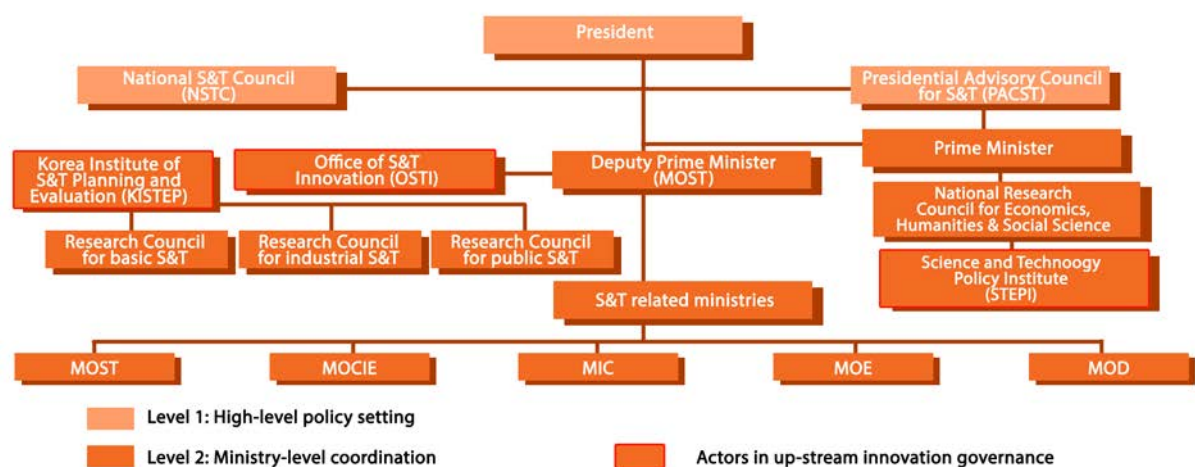 President
National S&T Council
(NSTC)
Presidential Advisory Council
for S&T (PACST)
Korea Institute of
S&T Planning and
Evaluation (KISTEP)
Office of S&T
Innovation (OSTI)
Deputy Prime Minister
(MOST)
Prime Minister
National Research
Council for Economics,
Humanities & Social Science
Research Council
for basic S&T
Research Council
for industrial S&T
Research Council
for public S&T
Science and Technoogy
Policy Institute
(STEPI)
S&T related ministries
MOST
MOCIE
MIC
MOE
MOD
Level 1: High-level policy setting
Level 2: Ministry-level coordination
Actors in up-stream innovation governance